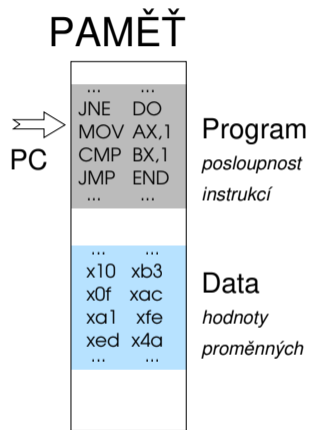 PAMĚŤ
... ...
JNE DO
MOV AX,1
CMP BX,1
JMP END
... ...
PC
Program
posloupnost
instrukcí
... ...
x10 xb3
x0f xac
xa1 xfe
xed x4a
... ...
Data
hodnoty
proměnných